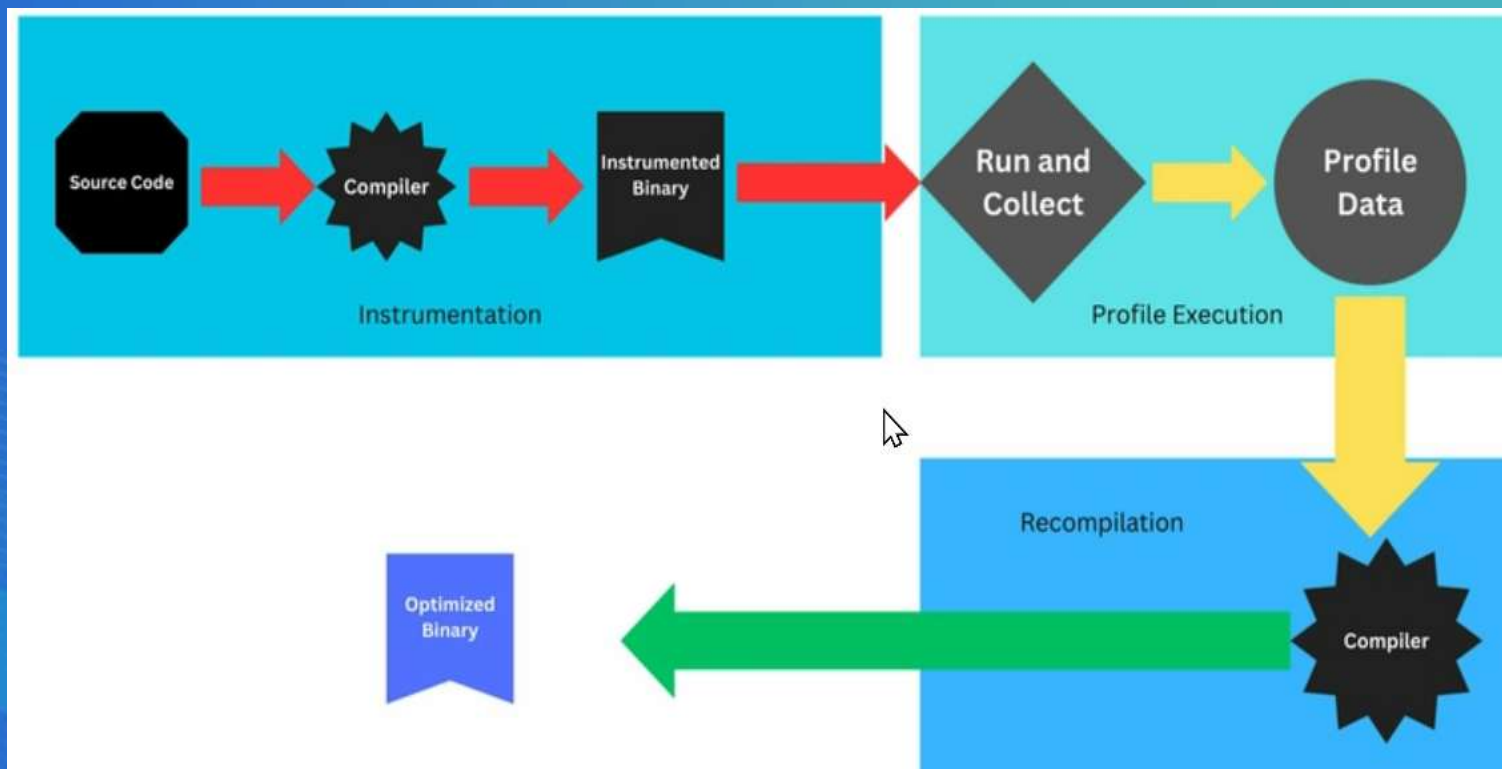 Source Code
Compiler
Instrumented
Binary
Instrumentation
Run and
Collect
Profile
Data
Profile Execution
Recompilation
Compiler
Optimized
Binary